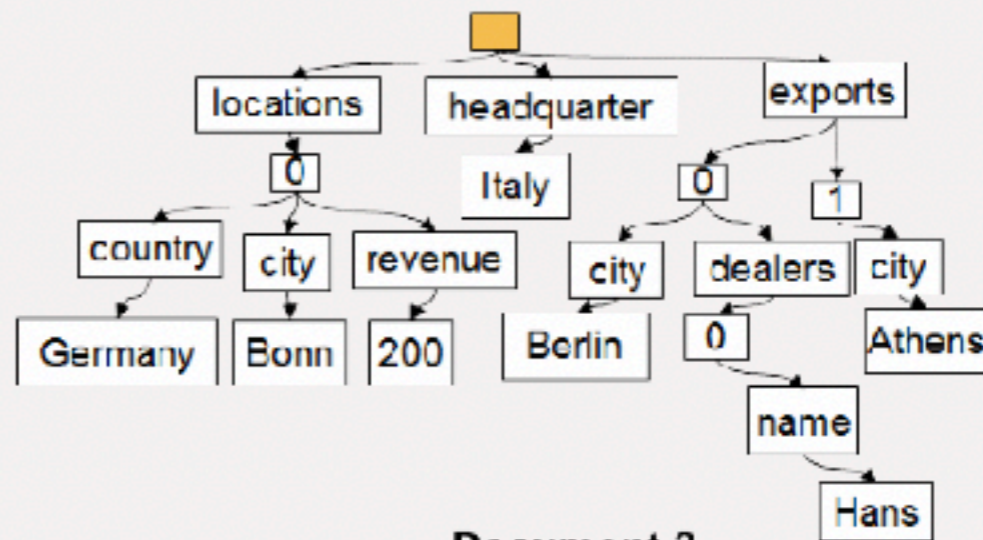 locations
headquarter
exports
0
Italy
0
1
country
city
revenue
city
dealers
city
Germany
Bonn
200
Berlin
0
Athens
name
Hans